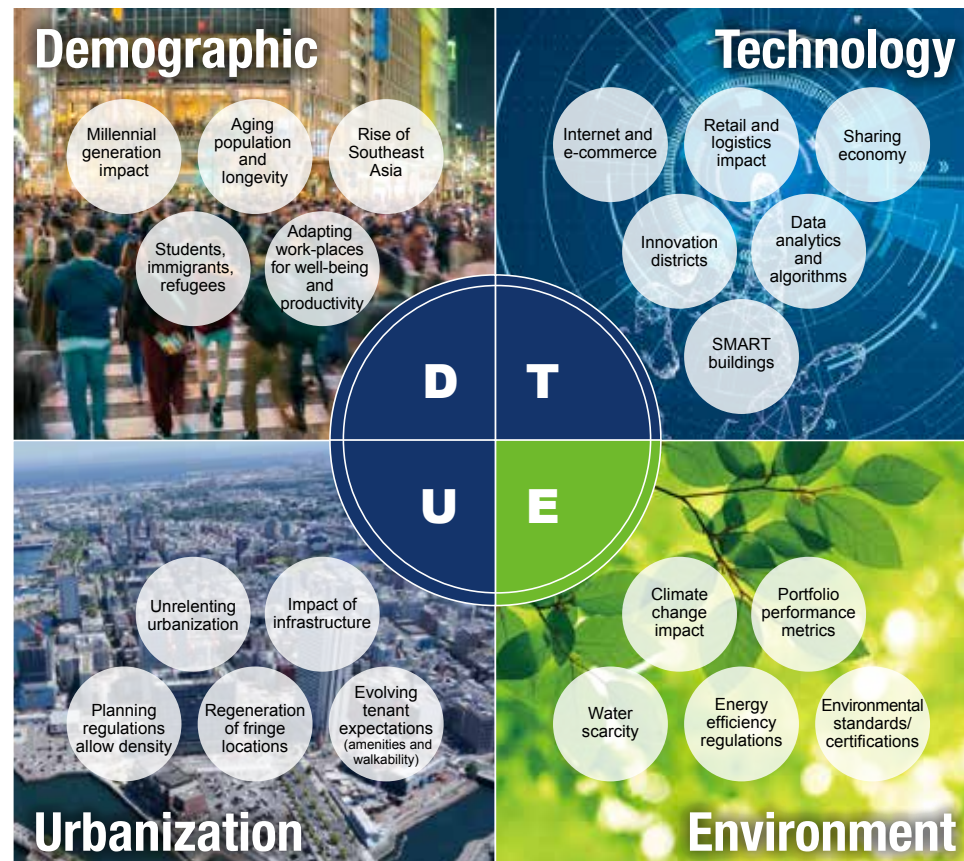 Demographic
Millennial
generation
impact
Aging
population
and
longevity
Rise of
Southeast
Asia
Students,
immigrants,
refugees
Adapting
work-places
for well-being
and
productivity
Technology
Internet and
e-commerce
Retail and
logistics
impact
Sharing
economy
Innovation
districts
Data
analytics
and
algorithms
SMART
buildings
D
T
U
E
Unrelenting
urbanization
Impact of
infrastructure
Planning
regulations
allow density
Regeneration
of fringe
locations
Evolving
tenant
expectations
(amenities and
walkability)
Urbanization
Climate
change
impact
Portfolio
performance
metrics
Water
scarcity
Energy
efficiency
regulations
Environmental
standards/
certifications
Environment